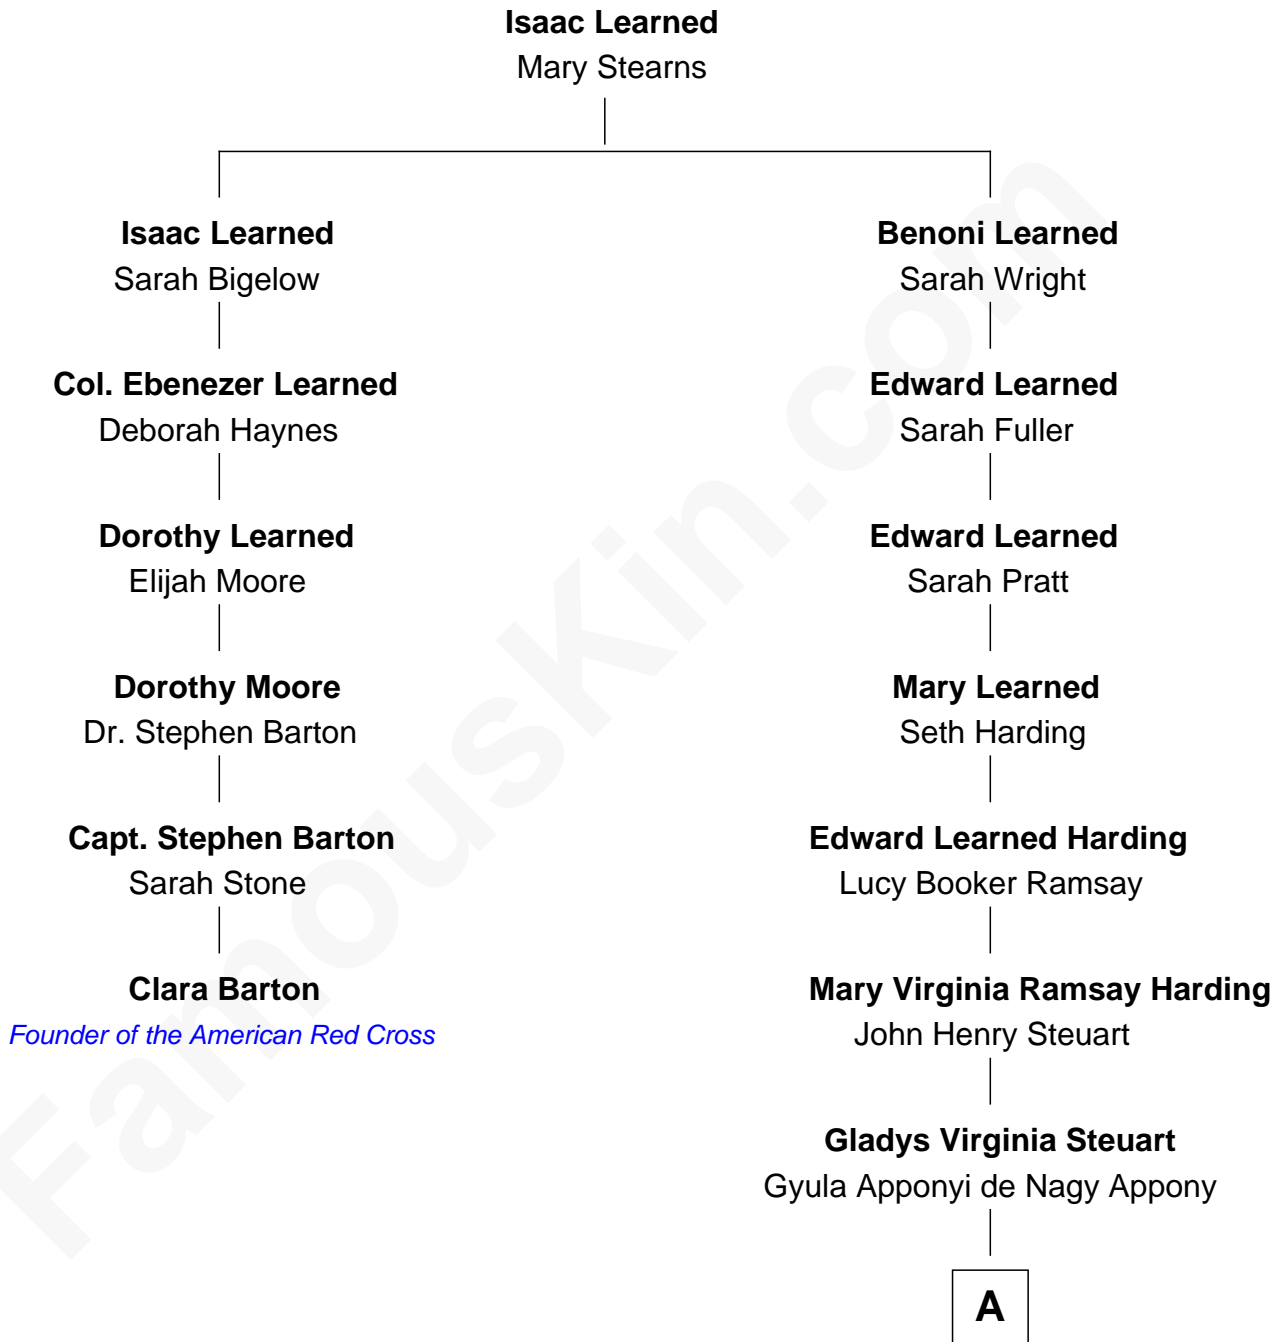 Isaac Learned
Mary Stearns
Isaac Learned
Sarah Bigelow
Benoni Learned
Sarah Wright
Col. Ebenezer Learned
Deborah Haynes
Edward Learned
Sarah Fuller
Dorothy Learned
Elijah Moore
Edward Learned
Sarah Pratt
Dorothy Moore
Dr. Stephen Barton
Mary Learned
Seth Harding
Capt. Stephen Barton
Sarah Stone
Edward Learned Harding
Lucy Booker Ramsay
Clara Barton
Founder of the American Red Cross
Mary Virginia Ramsay Harding
John Henry Steuart
Gladys Virginia Steuart
Gyula Apponyi de Nagy Appony
A
FamousKin.com